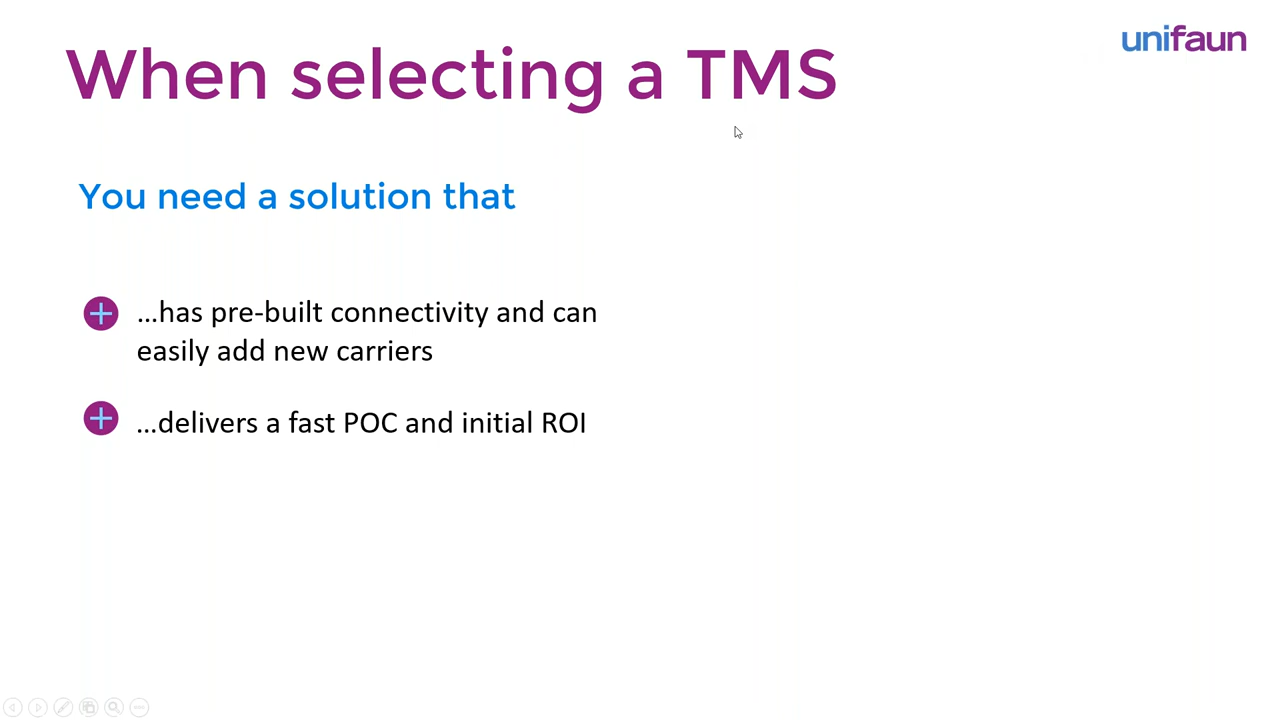 unifaun
When selecting a TMS
You need a solution that
...has pre-built connectivity and can
easily add new carriers
...delivers a fast POC and initial ROI